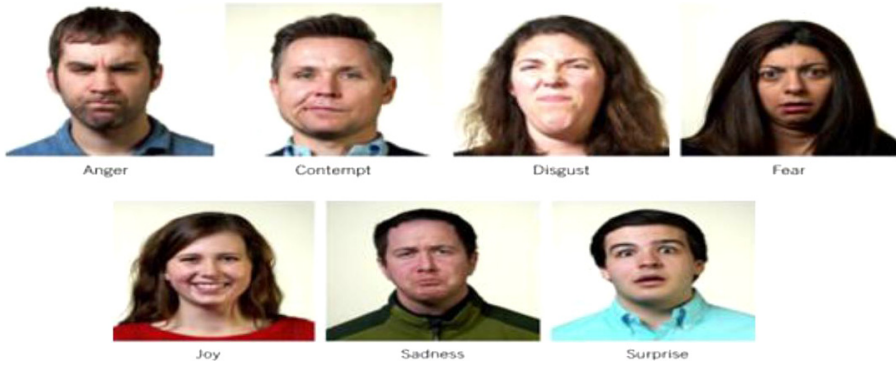 Anger
Contempt
Disgust
Fear
Joy
Sadness
Surprise